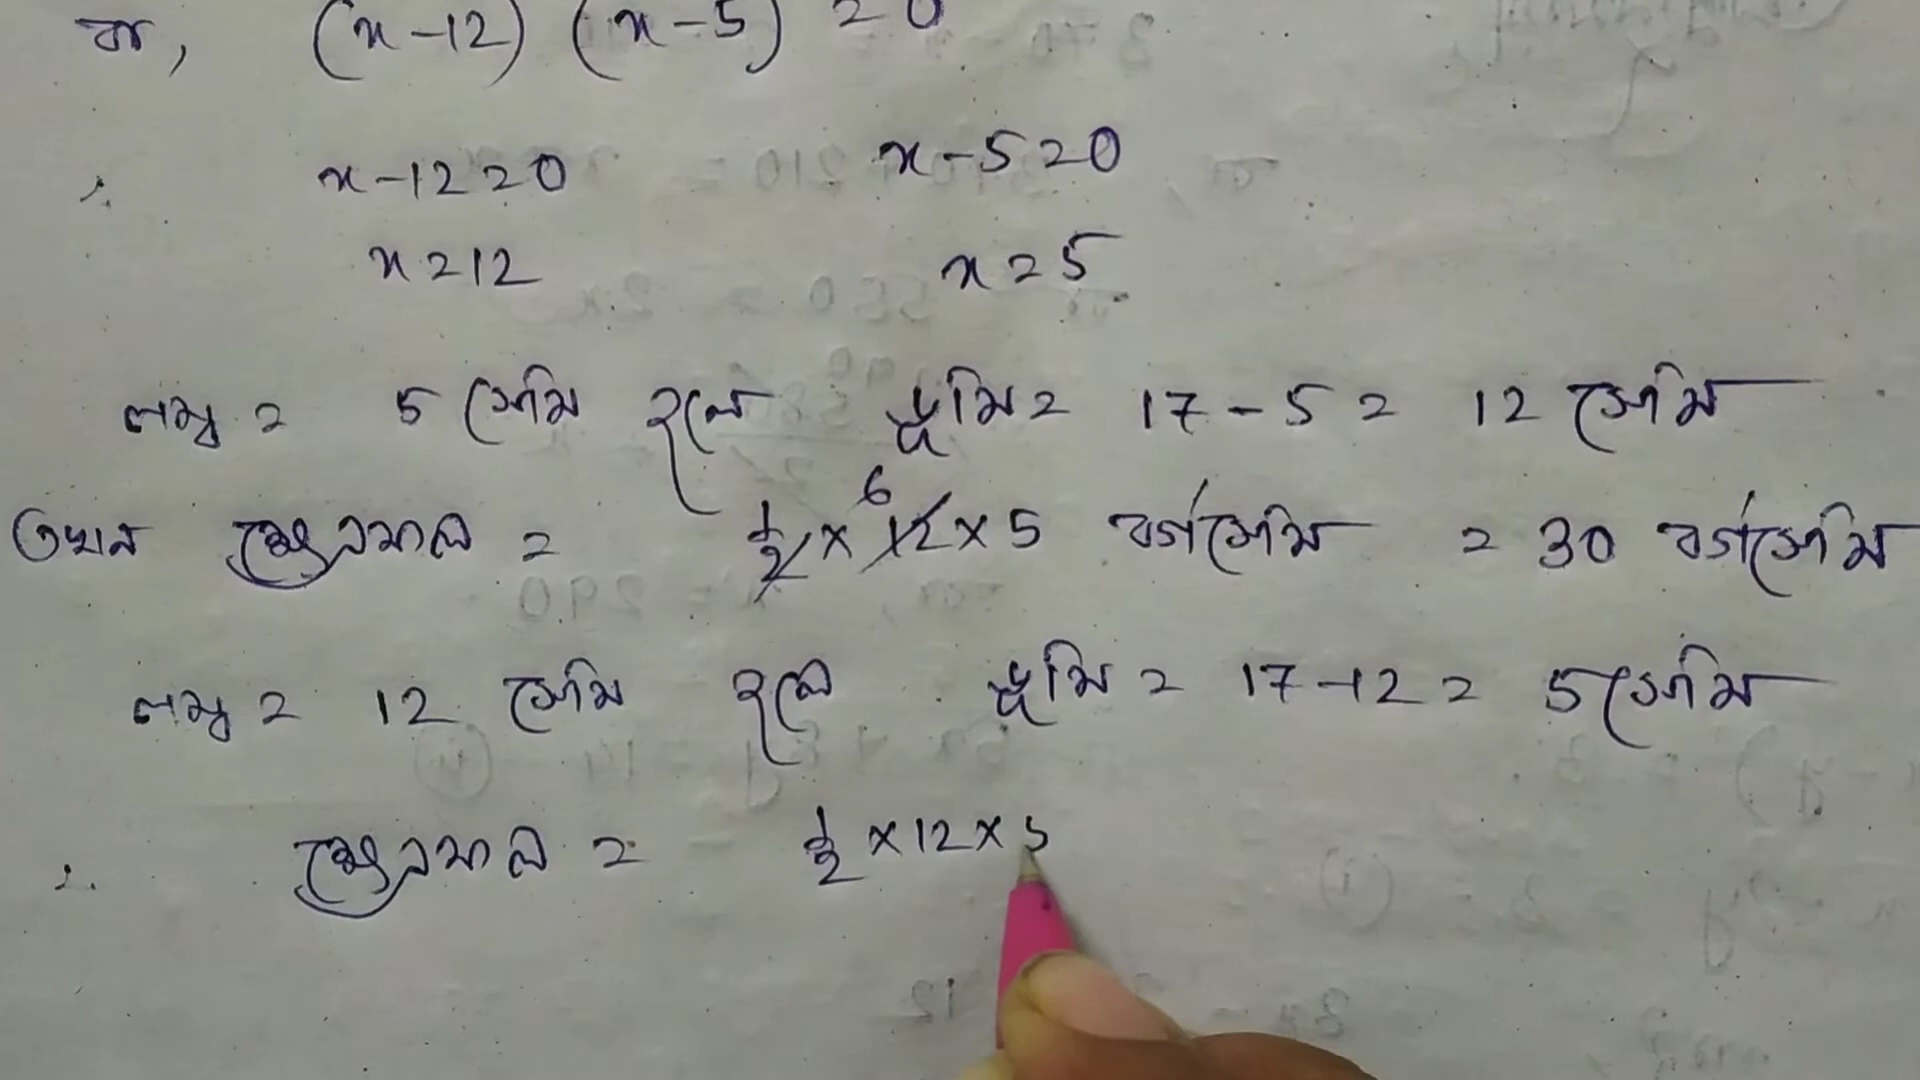 বা, (x-12) (x-5) = 0
∴ x-12=0 x-5=0
x=12 x=5
লম্ব = 5 সেমি হলে ভূমি = 17-5 = 12 সেমি
তখন ক্ষেত্রফল = 1/2 × 12 × 5 বর্গসেমি = 30 বর্গসেমি
6
লম্ব = 12 সেমি হলে ভূমি = 17-12 = 5 সেমি
∴ ক্ষেত্রফল = 1/2 × 12 × 5